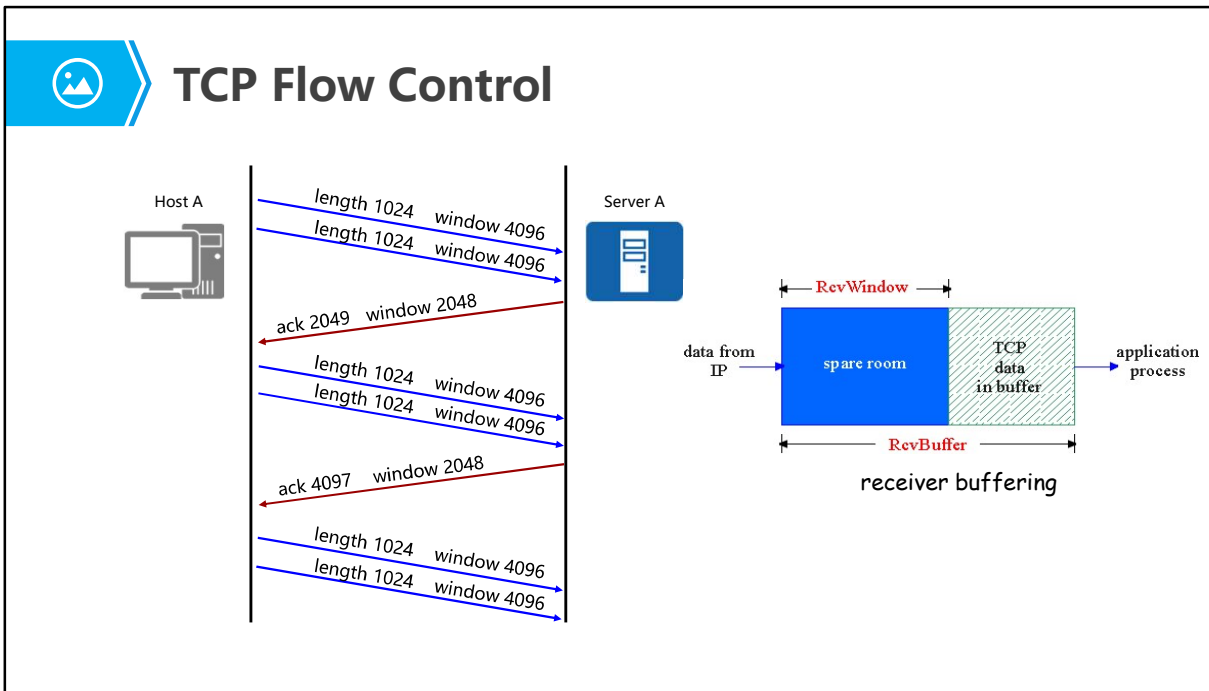 TCP Flow Control
Host A
Server A
length 1024 window 4096
length 1024 window 4096
ack 2049 window 2048
length 1024 window 4096
length 1024 window 4096
ack 4097 window 2048
length 1024 window 4096
length 1024 window 4096
RcvWindow
data from
IP
spare room
TCP
data
in buffer
application
process
RcvBuffer
receiver buffering